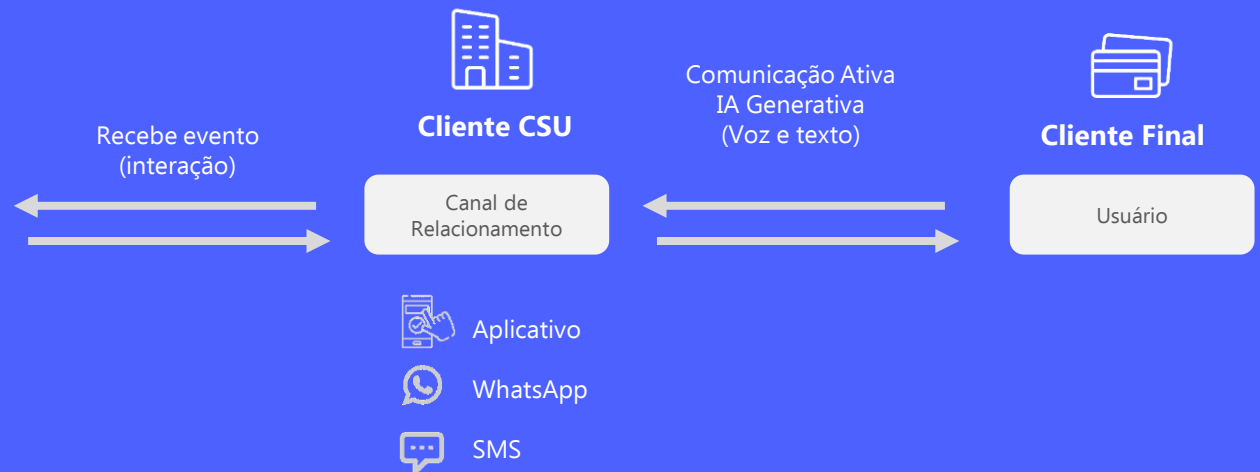 Recebe evento
(interação)
Cliente CSU
Canal de
Relacionamento
Aplicativo
WhatsApp
SMS
Comunicação Ativa
IA Generativa
(Voz e texto)
Cliente Final
Usuário